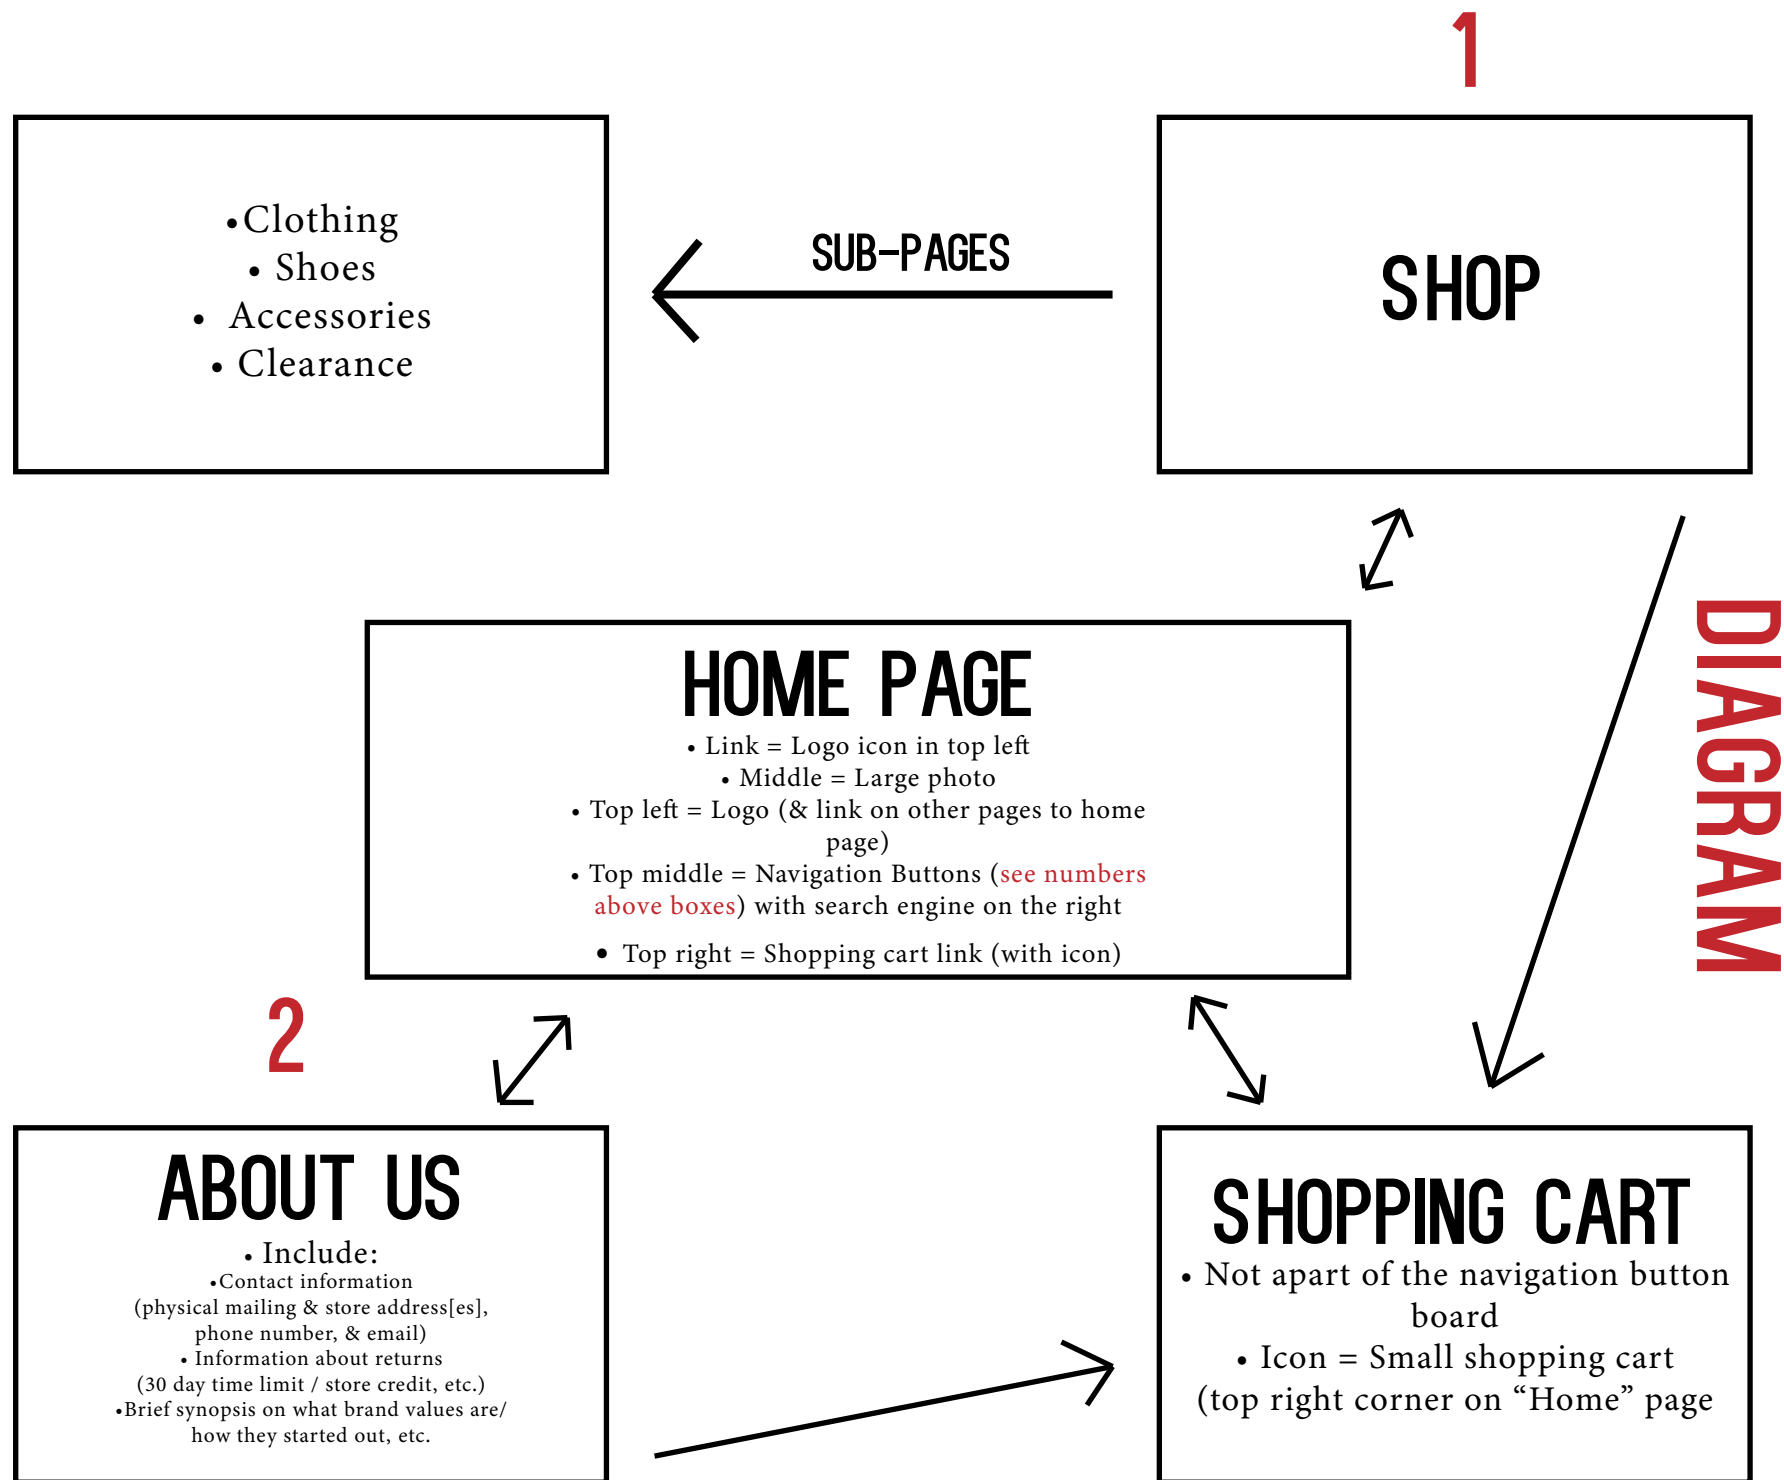 1
•Clothing
• Shoes
• Accessories
• Clearance
SUB-PAGES
SHOP
DIAGRAM
HOME PAGE
• Link = Logo icon in top left
• Middle = Large photo
• Top left = Logo (& link on other pages to home
page)
• Top middle = Navigation Buttons (see numbers
above boxes) with search engine on the right
• Top right = Shopping cart link (with icon)
2
ABOUT US
• Include:
•Contact information
(physical mailing & store address[es],
phone number, & email)
• Information about returns
(30 day time limit / store credit, etc.)
•Brief synopsis on what brand values are/
how they started out, etc.
SHOPPING CART
• Not apart of the navigation button
board
• Icon = Small shopping cart
(top right corner on “Home” page